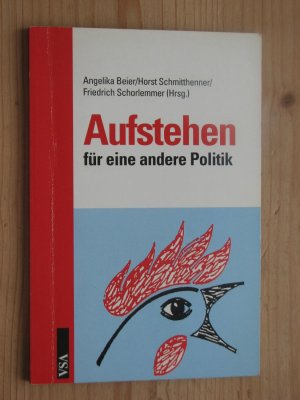 Angelika Beier/Horst Schmitthenner/
Friedrich Schorlemmer (Hrsg.)
Aufstehen
für eine andere Politik
VSA